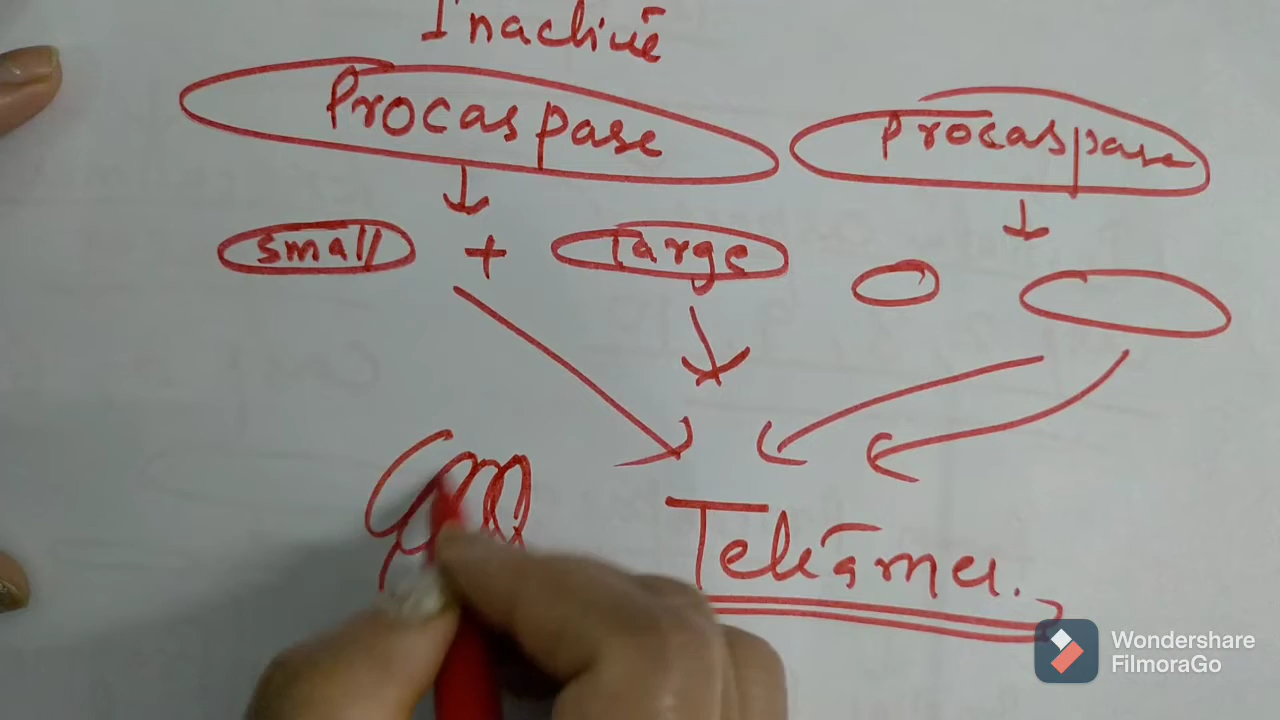 Inactive
Procaspase Procaspase
small + large
Tetramer.
Wondershare
FilmoraGo